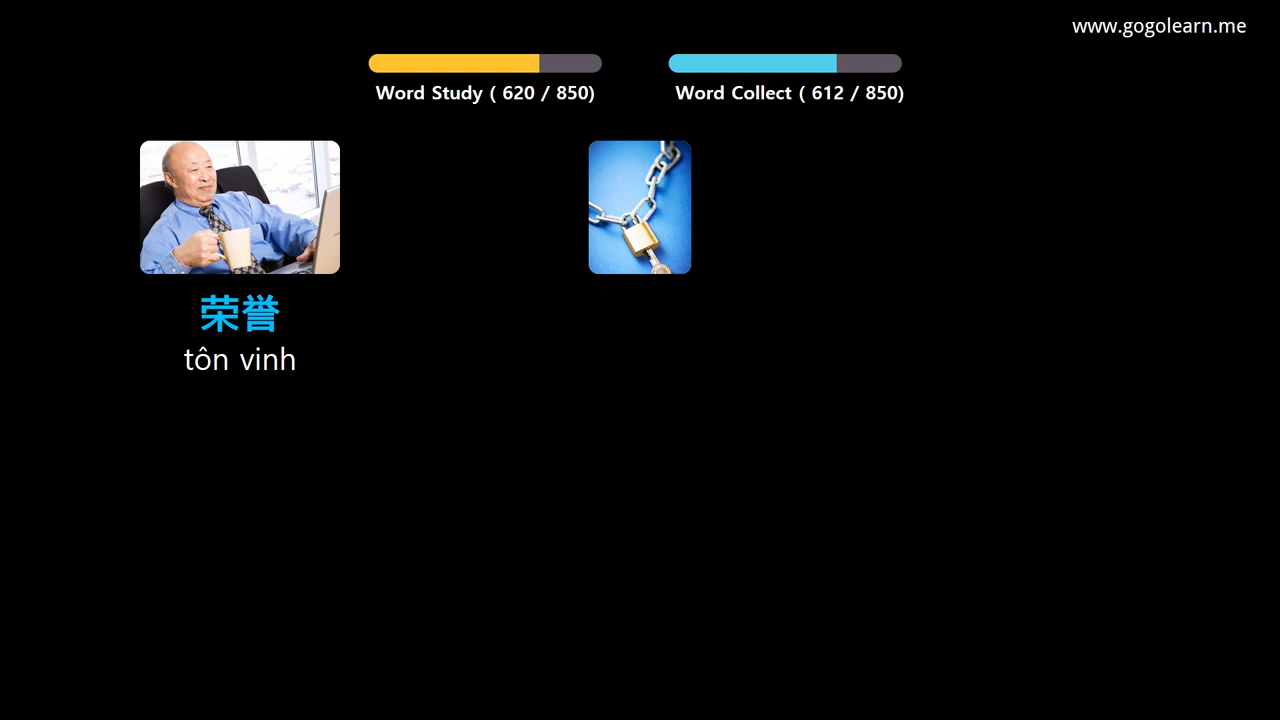 www.gogolearn.me
Word Study ( 620 / 850)
Word Collect ( 612 / 850)
荣誉
tôn vinh